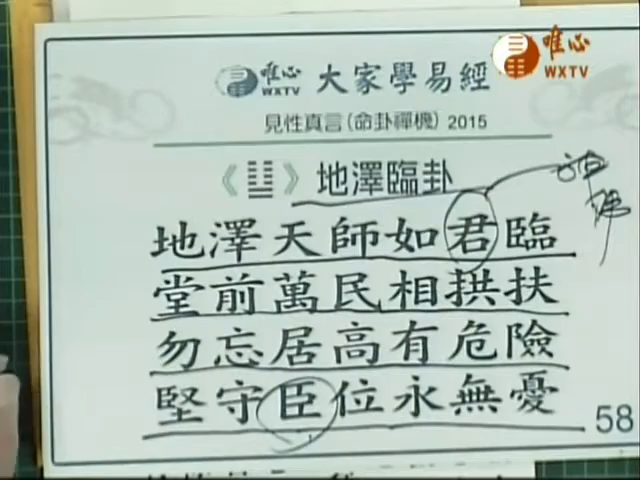 唯心 WXTV 大家學易經
唯心 WXTV
見性真言(命卦禪機) 2015
《䷒》地澤臨卦
地澤天師如君臨
堂前萬民相拱扶
勿忘居高有危險
堅守臣位永無憂
58